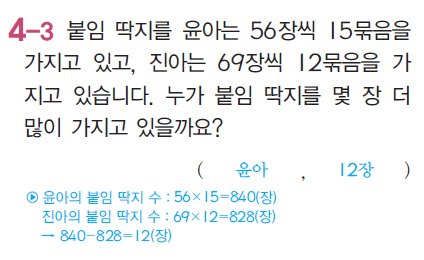 4-3 붙임 딱지를 윤아는 56장씩 15묶음을
가지고 있고, 진아는 69장씩 12묶음을 가
지고 있습니다. 누가 붙임 딱지를 몇 장 더
많이 가지고 있을까요?
( 윤아 , 12장 )
▶ 윤아의 붙임 딱지 수 : 56×15=840(장)
진아의 붙임 딱지 수 : 69×12=828(장)
→ 840-828=12(장)